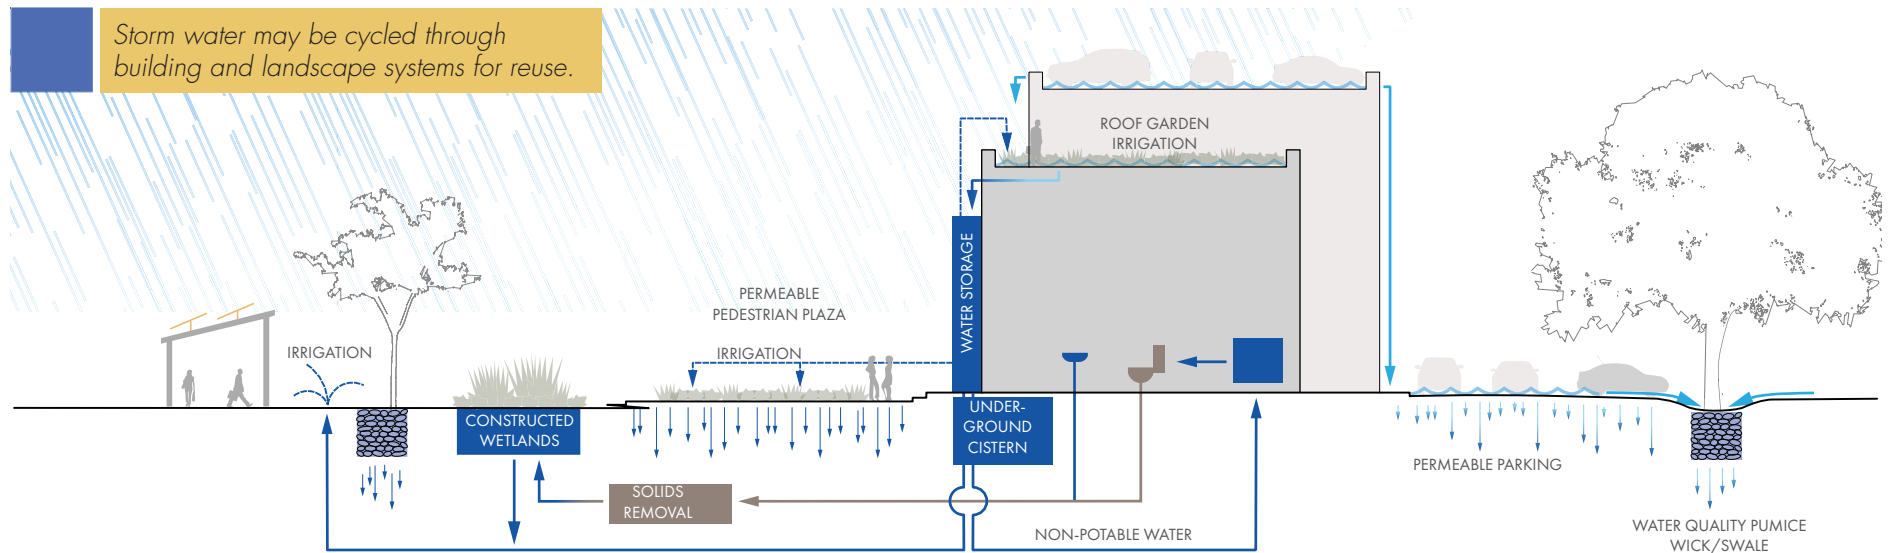 Storm water may be cycled through
building and landscape systems for reuse.
ROOF GARDEN
IRRIGATION
WATER STORAGE
PERMEABLE
PEDESTRIAN PLAZA
IRRIGATION
IRRIGATION
CONSTRUCTED
WETLANDS
UNDER-
GROUND
CISTERN
SOLIDS
REMOVAL
NON-POTABLE WATER
PERMEABLE PARKING
WATER QUALITY PUMICE
WICK/SWALE